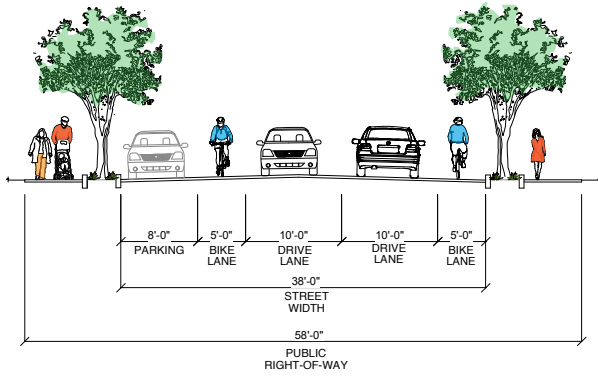 8'-0" 5'-0" 10'-0" 10'-0" 5'-0"
PARKING BIKE DRIVE DRIVE BIKE
LANE LANE LANE LANE
38'-0"
STREET
WIDTH
58'-0"
PUBLIC
RIGHT-OF-WAY